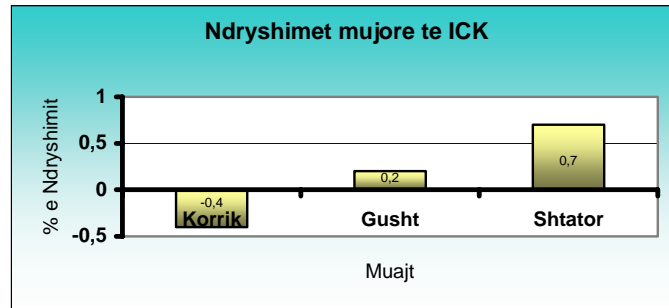 Ndryshimet mujore te ICK
% e Ndryshimit
1
0,5
0
-0,5
-0,4
0,2
0,7
Korrik
Gusht
Shtator
Muajt